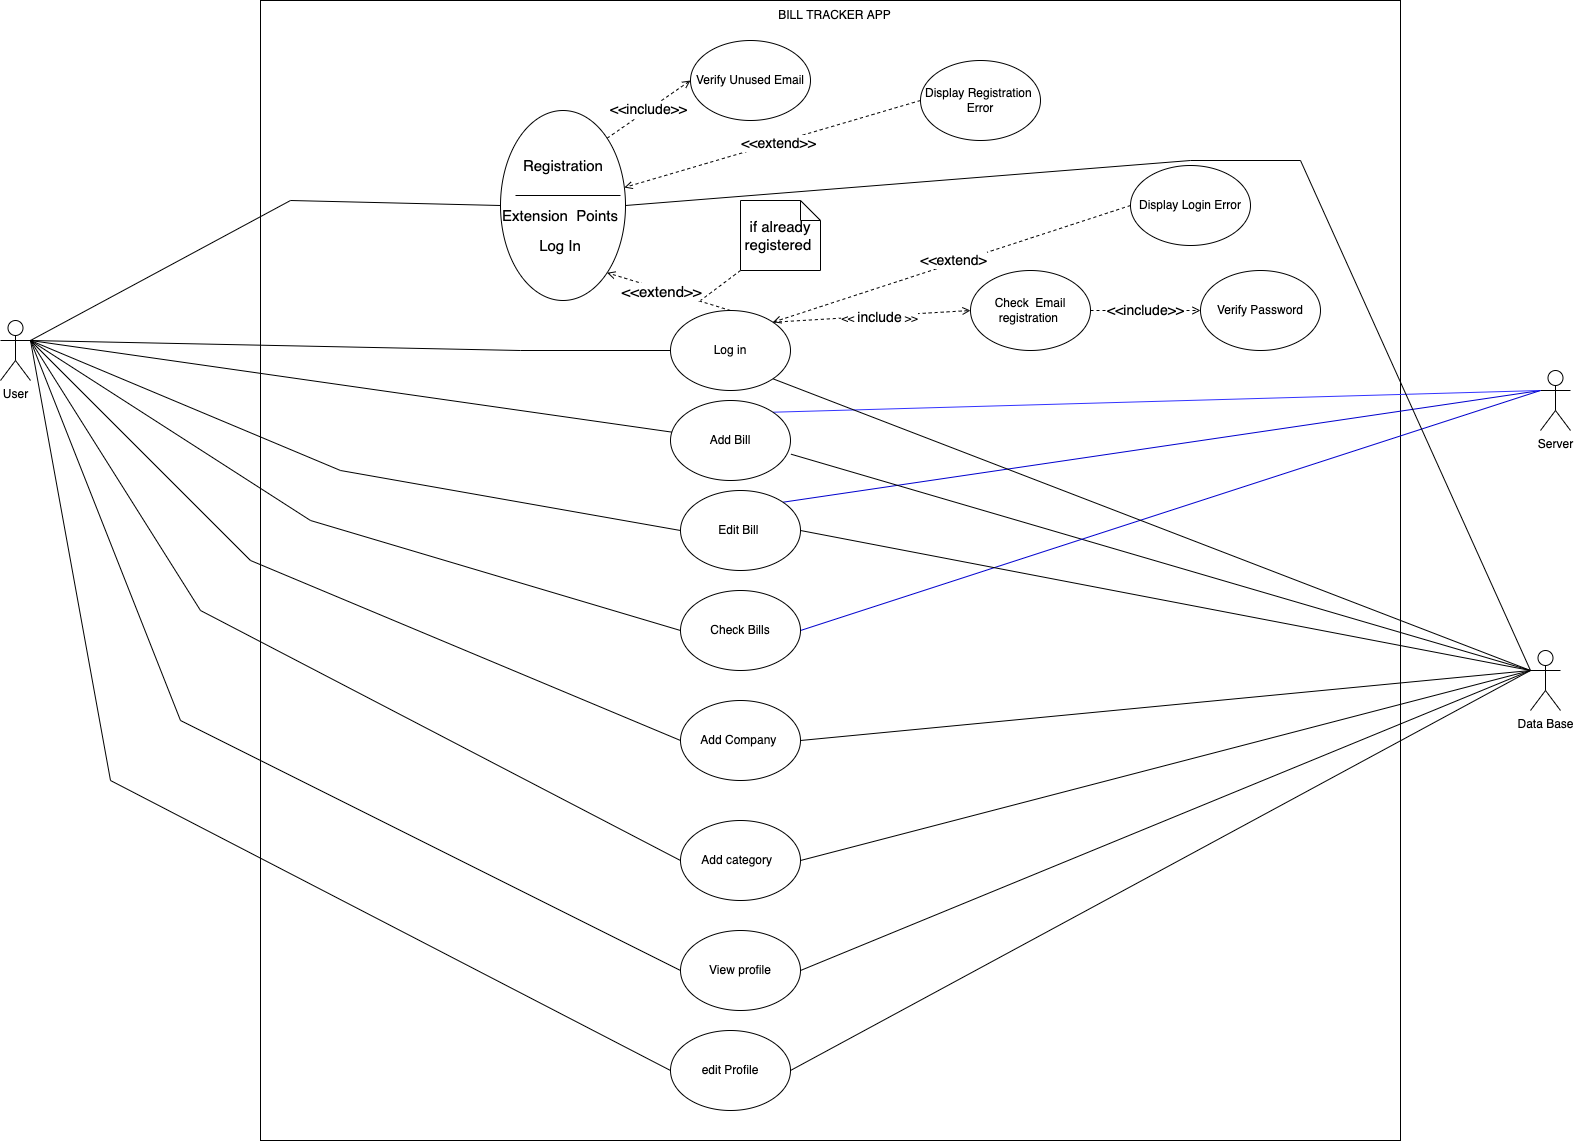 BILL TRACKER APP
Verify Unused Email
Display Registration
Error
<<include>>
<<extend>>
Registration
Extension Points
Log In
if already
registered
Display Login Error
<<extend>
<<extend>>
Check Email
registration
<< include >>
<<include>>
Verify Password
User
Log in
Server
Add Bill
Edit Bill
Check Bills
Data Base
Add Company
Add category
View profile
edit Profile